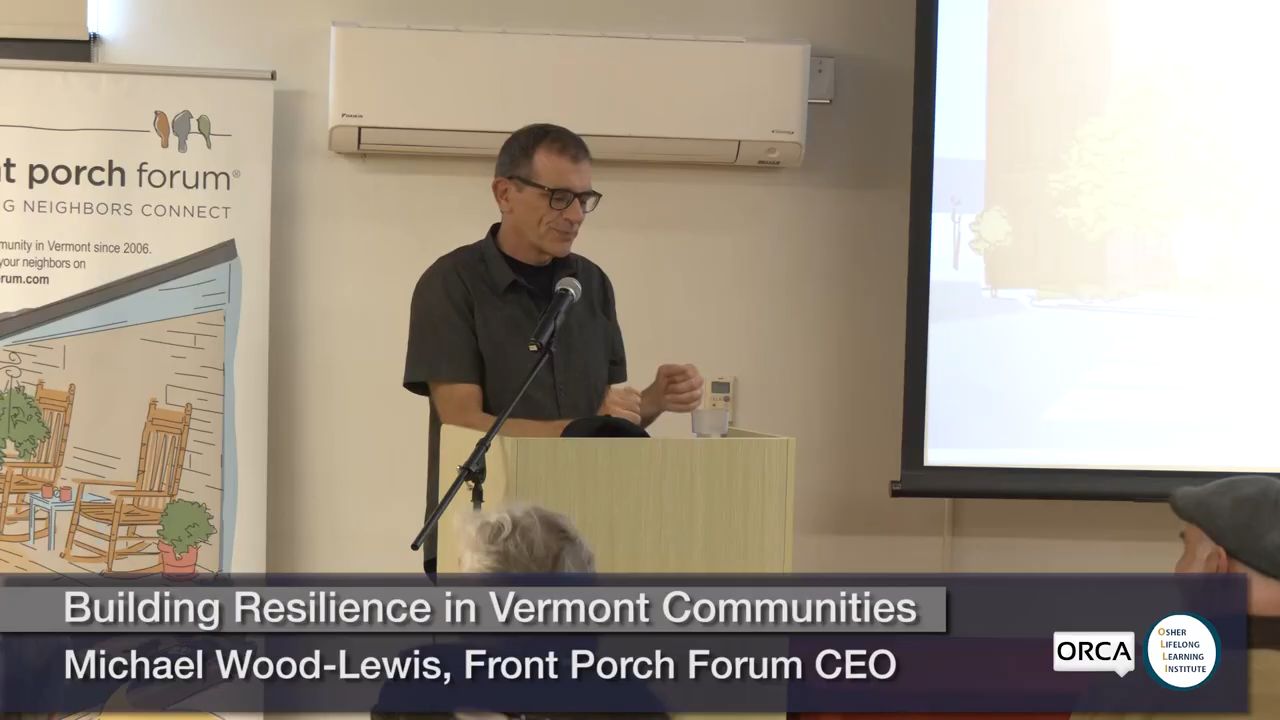 DAIKIN
t porch forum®
G NEIGHBORS CONNECT
munity in Vermont since 2006.
your neighbors on
rum.com
Building Resilience in Vermont Communities
Michael Wood-Lewis, Front Porch Forum CEO
ORCA
OSHER
LIFELONG
LEARNING
INSTITUTE